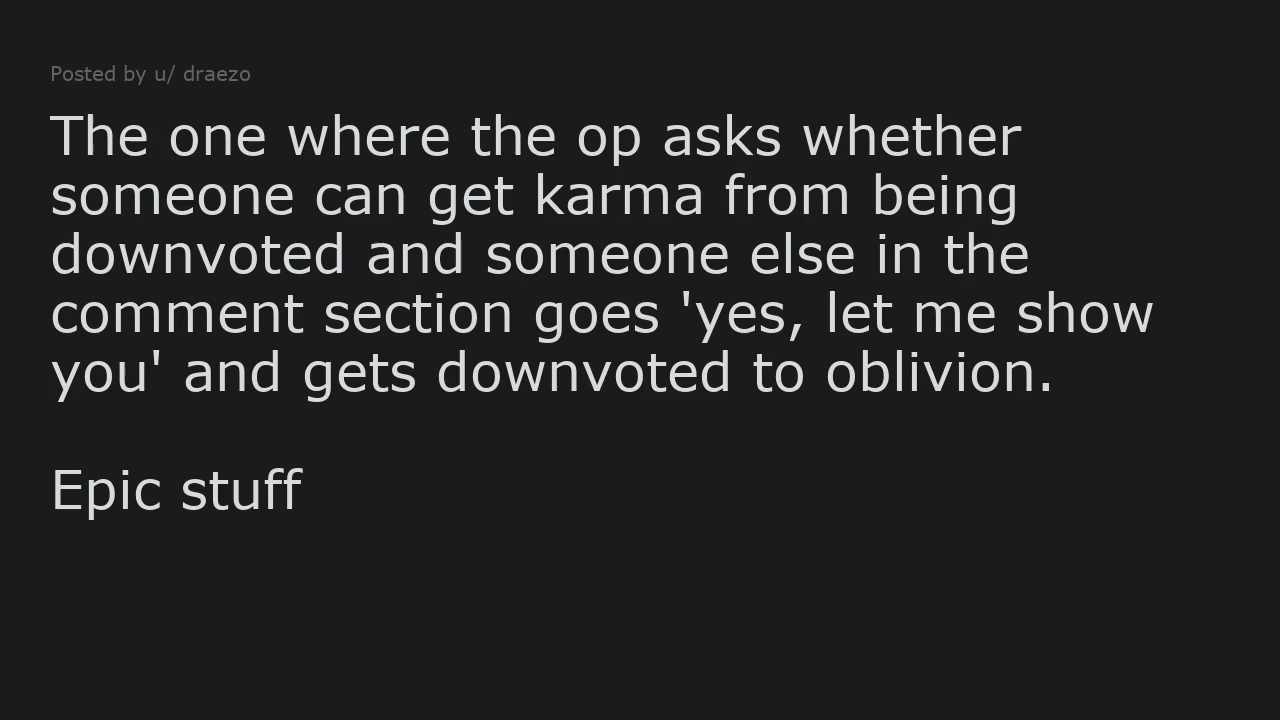 Posted by u/ draezo
The one where the op asks whether
someone can get karma from being
downvoted and someone else in the
comment section goes 'yes, let me show
you' and gets downvoted to oblivion.
Epic stuff